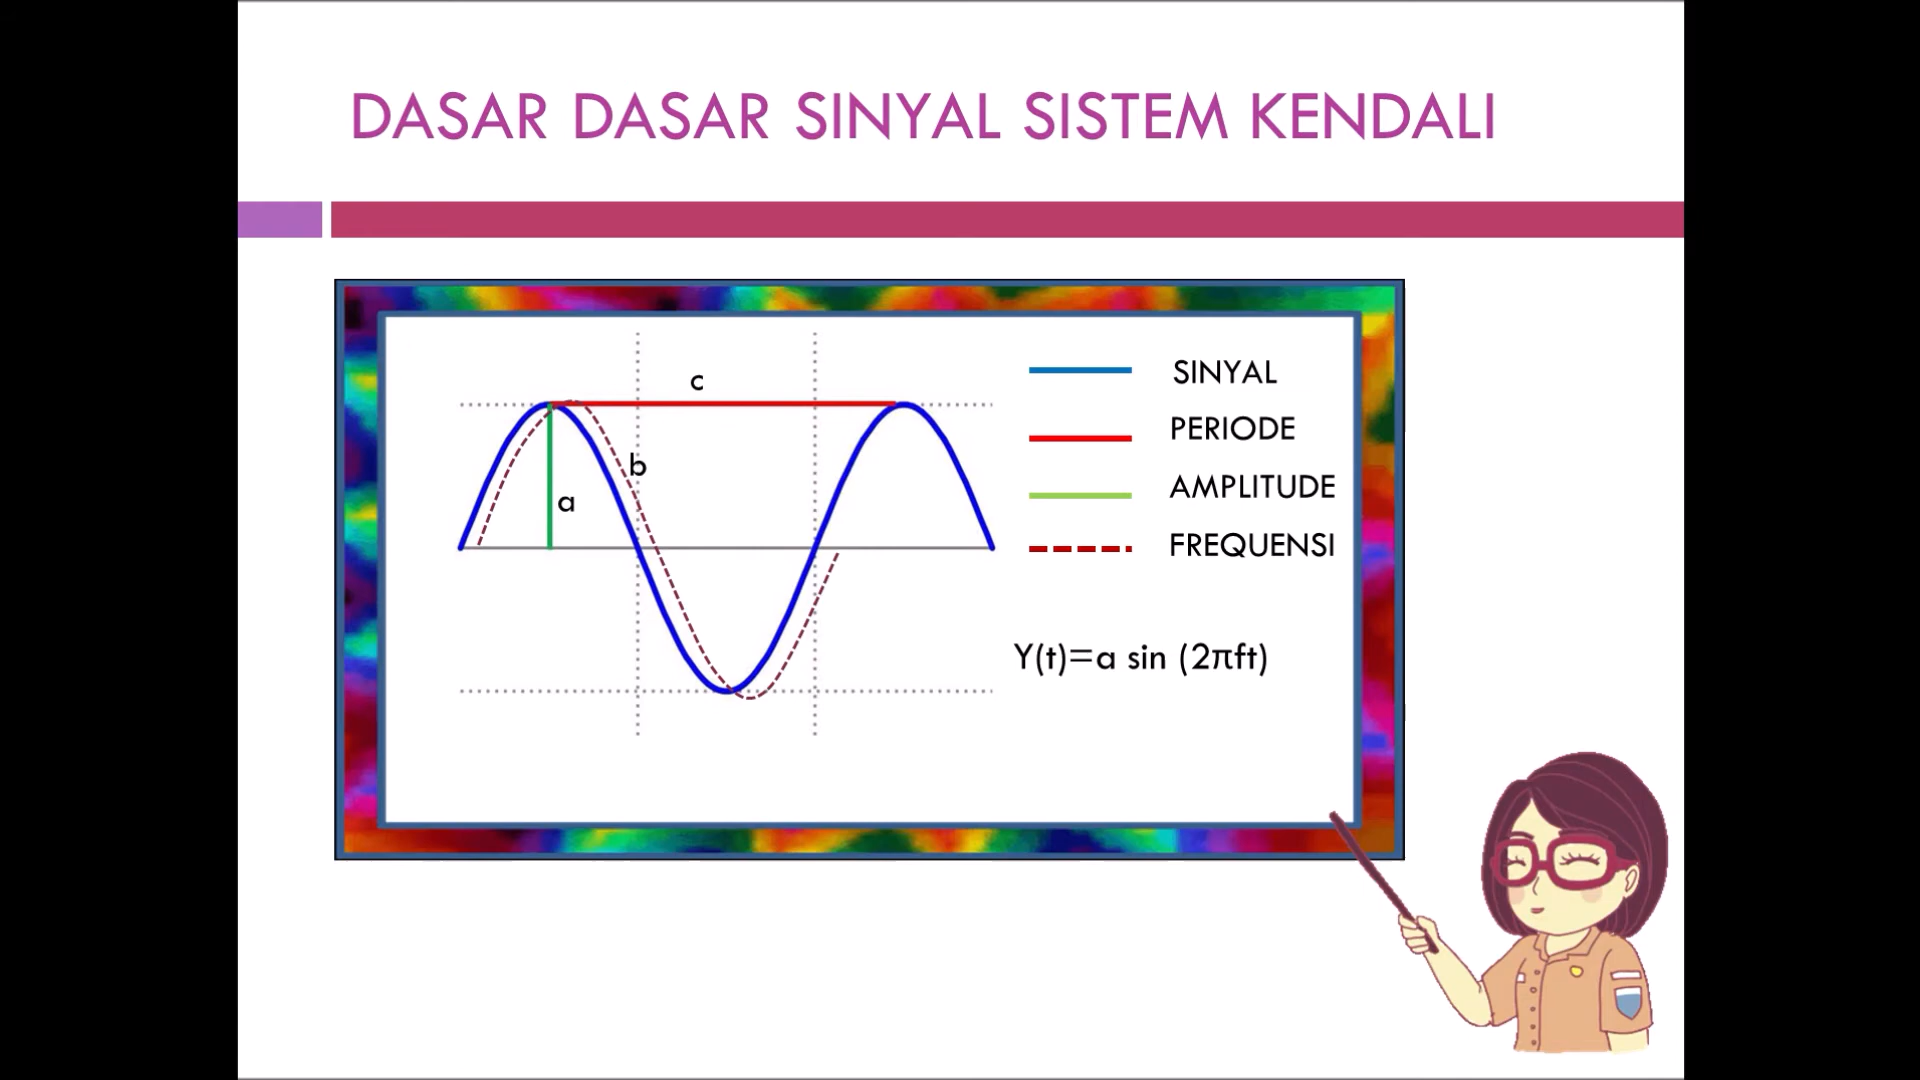 DASAR DASAR SINYAL SISTEM KENDALI
c
b
a
SINYAL
PERIODE
AMPLITUDE
FREQUENSI
Y(t)=a sin (2πft)